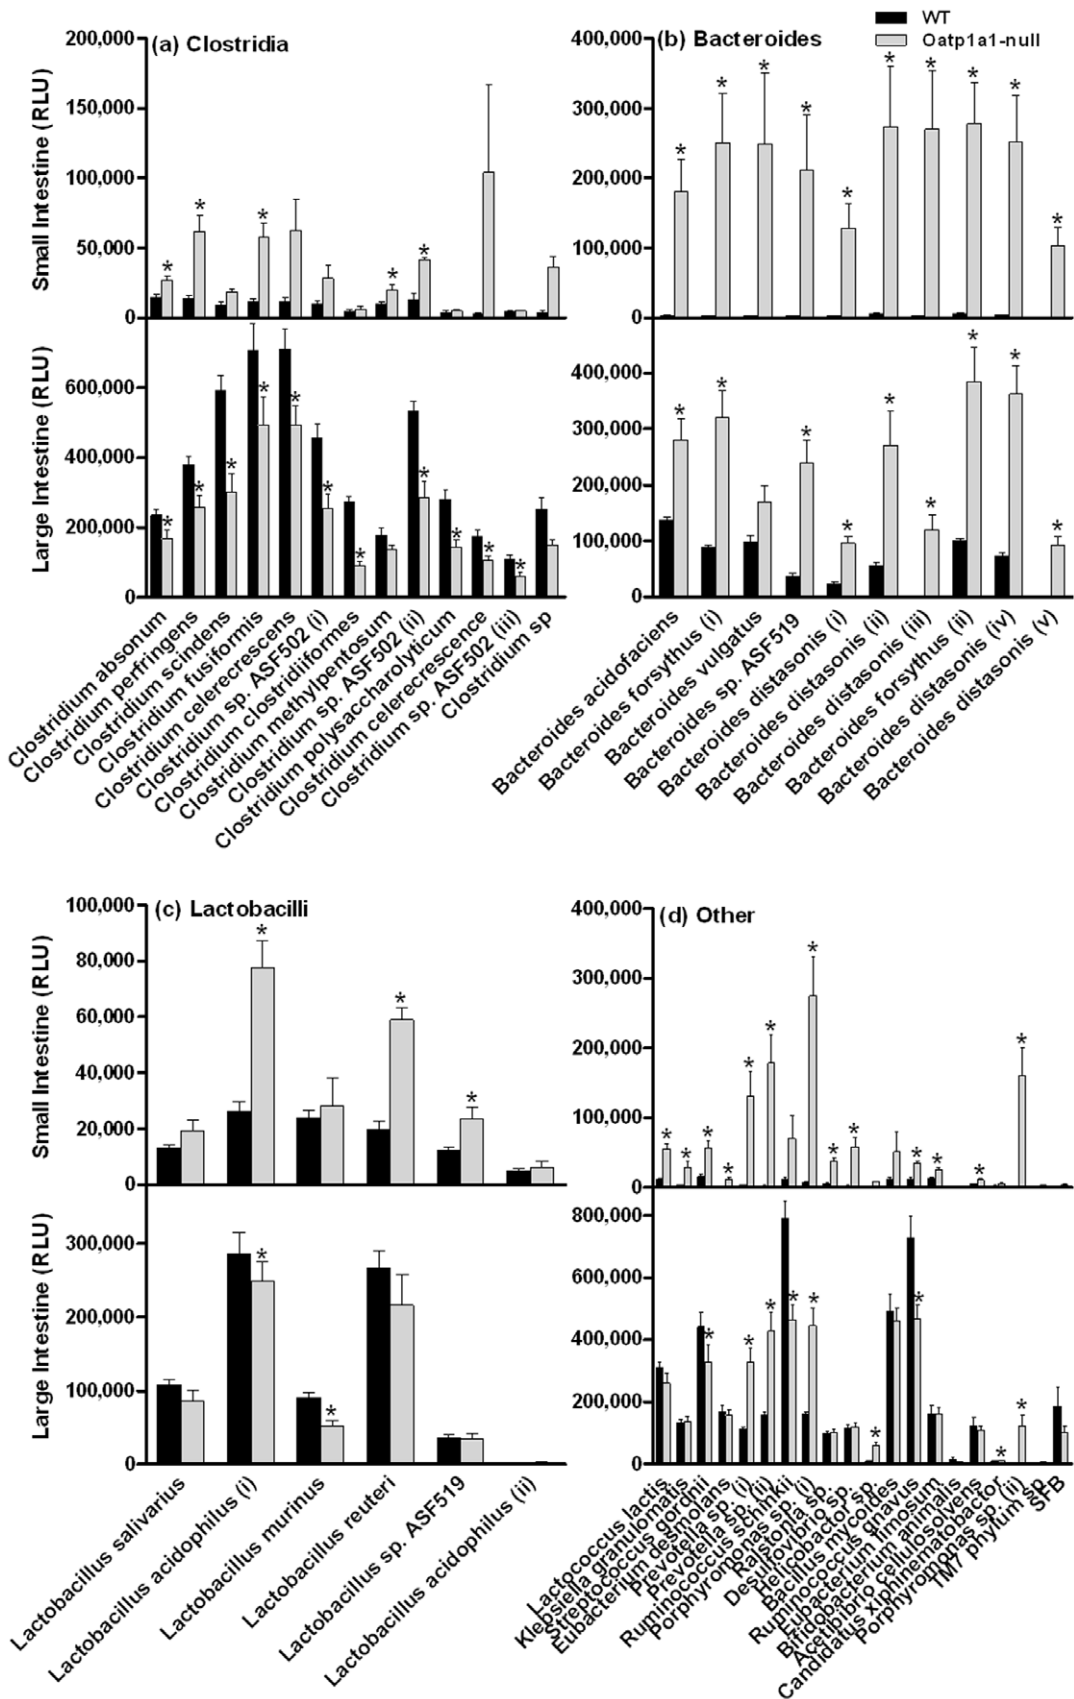 WT
Oatp1a1-null
(a) Clostridia
Small Intestine (RLU)
200,000
150,000
100,000
50,000
0
Large Intestine (RLU)
600,000
400,000
200,000
0
Clostridium absonum
Clostridium perfringens
Clostridium scindens
Clostridium fusiformis
Clostridium celerescens
Clostridium sp. ASF502 (i)
Clostridium clostridiiformes
Clostridium methylpentosum
Clostridium sp. ASF502 (ii)
Clostridium polysaccharolyticum
Clostridium celerecrescence
Clostridium sp. ASF502 (iii)
Clostridium sp
(b) Bacteroides
400,000
300,000
200,000
100,000
0
400,000
300,000
200,000
100,000
0
Bacteroides acidofaciens
Bacteroides forsythus (i)
Bacteroides vulgatus
Bacteroides sp. ASF519
Bacteroides distasonis (i)
Bacteroides distasonis (ii)
Bacteroides distasonis (iii)
Bacteroides forsythus (ii)
Bacteroides distasonis (iv)
Bacteroides distasonis (v)
(c) Lactobacilli
Small Intestine (RLU)
100,000
80,000
60,000
40,000
20,000
0
Large Intestine (RLU)
300,000
200,000
100,000
0
Lactobacillus salivarius
Lactobacillus acidophilus (i)
Lactobacillus murinus
Lactobacillus reuteri
Lactobacillus sp. ASF519
Lactobacillus acidophilus (ii)
(d) Other
400,000
300,000
200,000
100,000
0
800,000
600,000
400,000
200,000
0
Lactococcus lactis
Klebsiella granulomatis
Streptococcus gordnii
Eubacterium desmolans
Prevotella sp. (i)
Prevotella sp. (ii)
Ruminococcus schinkii
Porphyromonas sp. (i)
Ralstonia sp.
Desulfovibrio sp.
Helicobactor sp.
Bacillus mycoides
Ruminococcus gnavus
Eubacterium limosum
Bifidobacterium animalis
Acetipibrio cellulosolvens
Candidatus xiphinematobactor
Porphyromonas sp. (ii)
TM7 phylum sp.
SFB